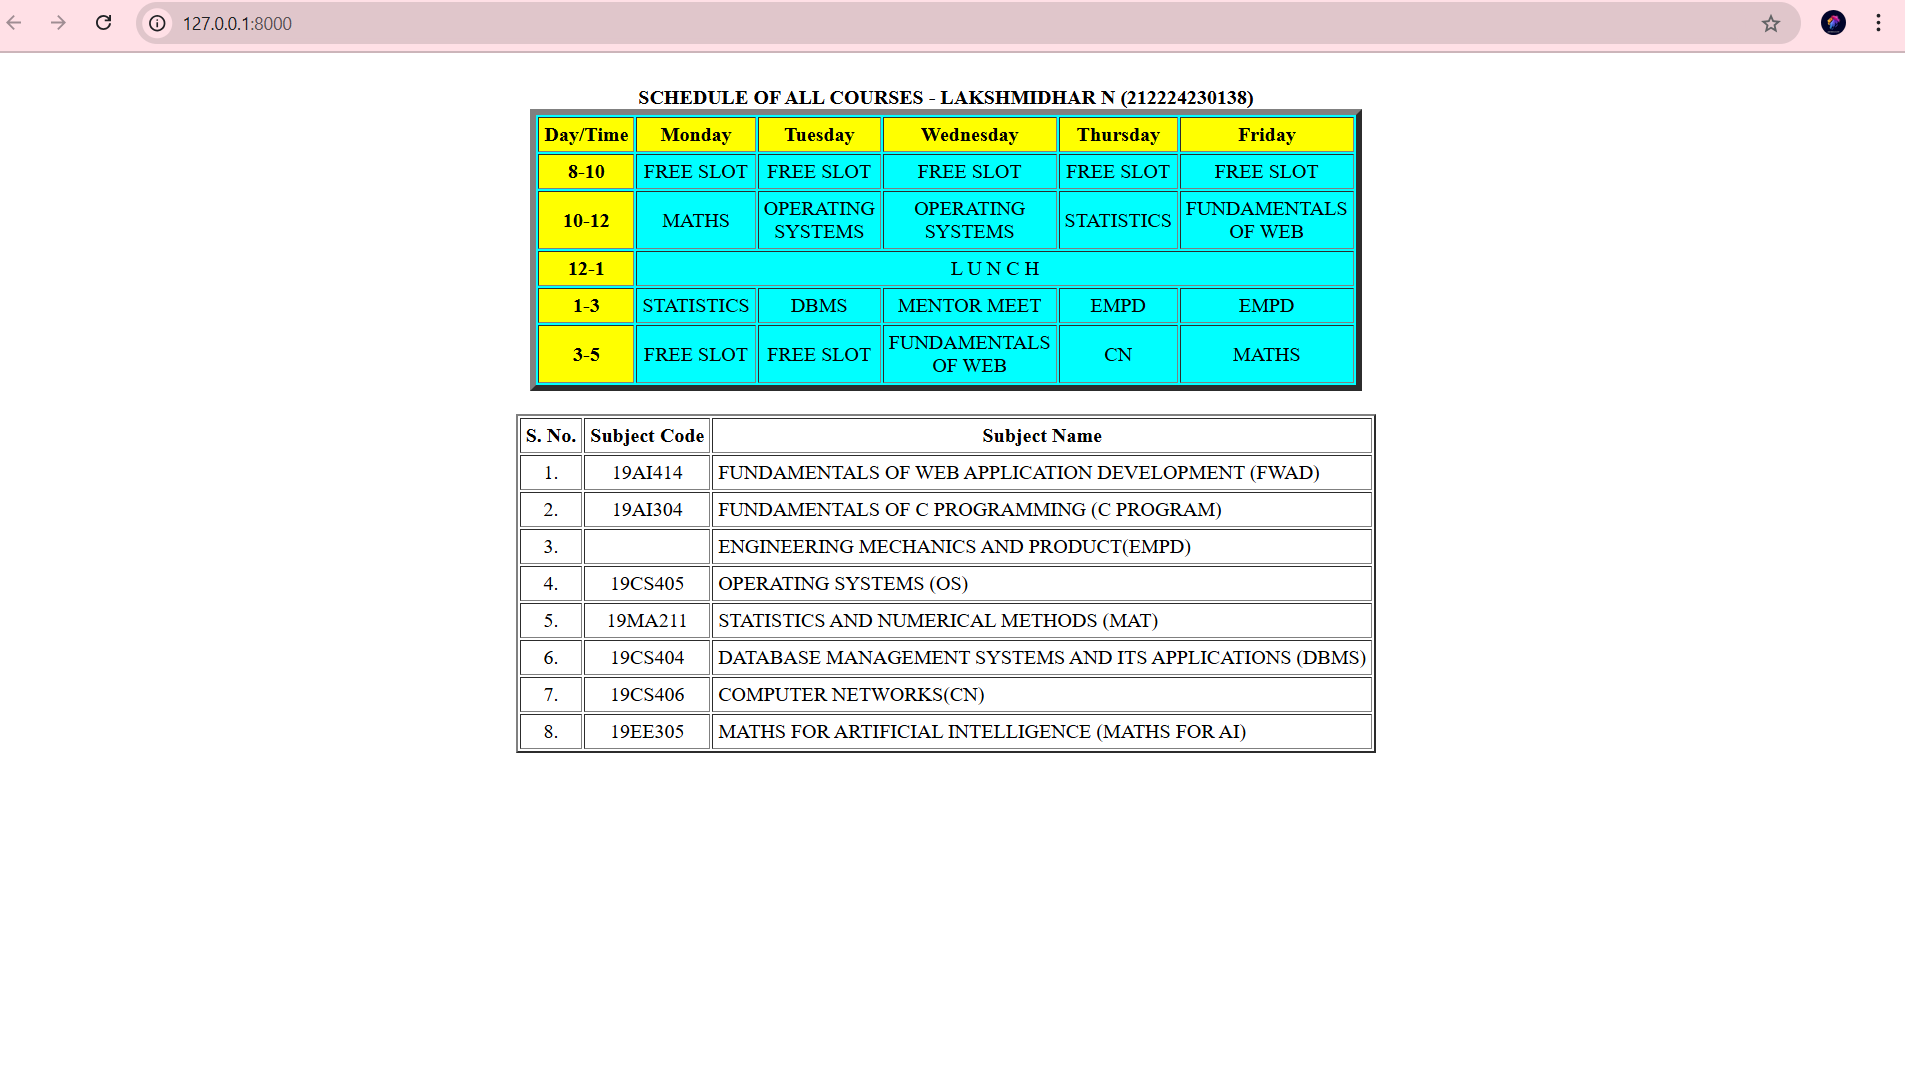 127.0.0.1:8000
SCHEDULE OF ALL COURSES - LAKSHMIDHAR N (212224230138)
Day/Time Monday Tuesday Wednesday Thursday Friday
8-10 FREE SLOT FREE SLOT FREE SLOT FREE SLOT FREE SLOT
10-12 MATHS OPERATING SYSTEMS OPERATING SYSTEMS STATISTICS FUNDAMENTALS OF WEB
12-1 L U N C H
1-3 STATISTICS DBMS MENTOR MEET EMPD EMPD
3-5 FREE SLOT FREE SLOT FUNDAMENTALS OF WEB CN MATHS
S. No. Subject Code Subject Name
1. 19AI414 FUNDAMENTALS OF WEB APPLICATION DEVELOPMENT (FWAD)
2. 19AI304 FUNDAMENTALS OF C PROGRAMMING (C PROGRAM)
3. ENGINEERING MECHANICS AND PRODUCT(EMPD)
4. 19CS405 OPERATING SYSTEMS (OS)
5. 19MA211 STATISTICS AND NUMERICAL METHODS (MAT)
6. 19CS404 DATABASE MANAGEMENT SYSTEMS AND ITS APPLICATIONS (DBMS)
7. 19CS406 COMPUTER NETWORKS(CN)
8. 19EE305 MATHS FOR ARTIFICIAL INTELLIGENCE (MATHS FOR AI)